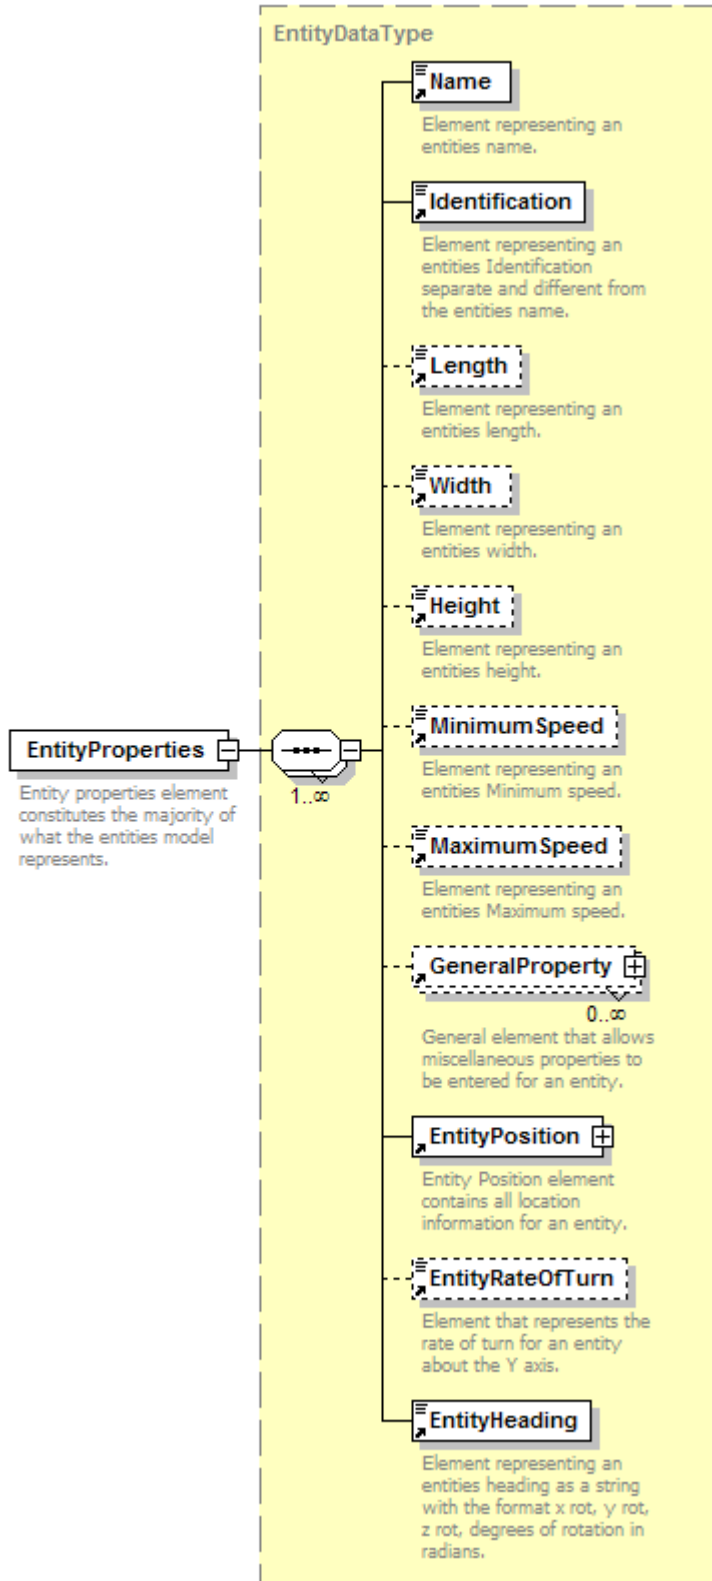 EntityDataType
Name
Element representing an
entities name.
Identification
Element representing an
entities Identification
separate and different from
the entities name.
Length
Element representing an
entities length.
Width
Element representing an
entities width.
Height
Element representing an
entities height.
EntityProperties
Entity properties element
constitutes the majority of
what the entities model
represents.
1..∞
MinimumSpeed
Element representing an
entities Minimum speed.
MaximumSpeed
Element representing an
entities Maximum speed.
GeneralProperty
0..∞
General element that allows
miscellaneous properties to
be entered for an entity.
EntityPosition
Entity Position element
contains all location
information for an entity.
EntityRateOfTurn
Element that represents the
rate of turn for an entity
about the Y axis.
EntityHeading
Element representing an
entities heading as a string
with the format x rot, y rot,
z rot, degrees of rotation in
radians.